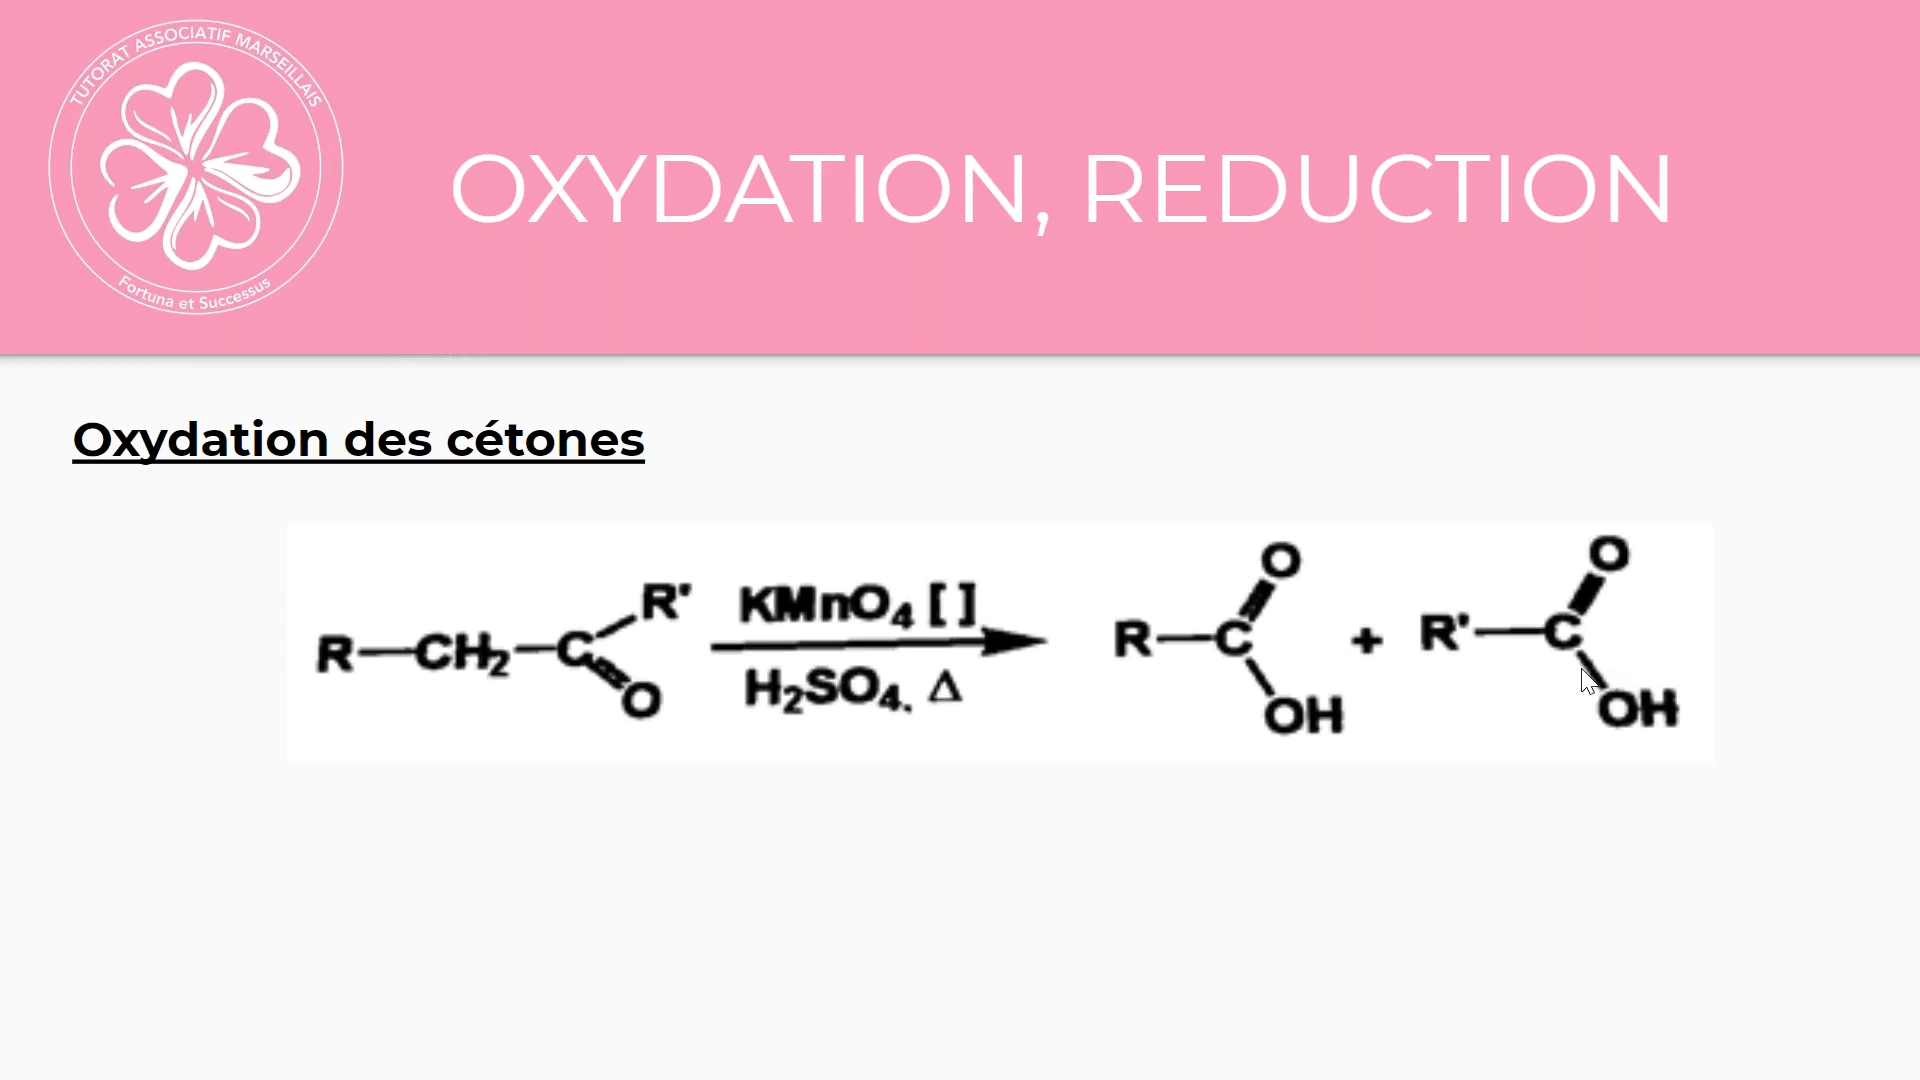 TUTORAT ASSOCIATIF MARSEILLAIS
Fortuna et Successus
OXYDATION, REDUCTION
Oxydation des cétones
R—CH₂—C R' O
KMnO₄ [ ]
H₂SO₄. Δ
R—C O OH + R'—C O OH